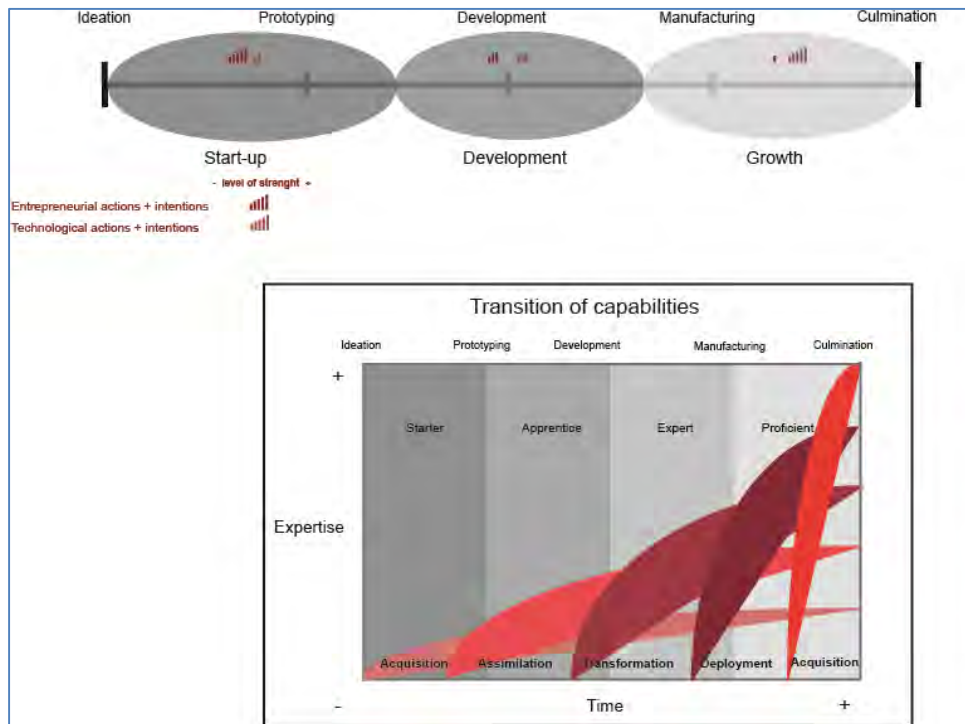 Ideation Prototyping Development Manufacturing Culmination
Start-up Development Growth
- level of strenght +
Entrepreneurial actions + intentions
Technological actions + intentions
Transition of capabilities
Ideation Prototyping Development Manufacturing Culmination
+
Starter Apprentice Expert Proficient
Expertise
Acquisition Assimilation Transformation Deployment Acquisition
- Time +